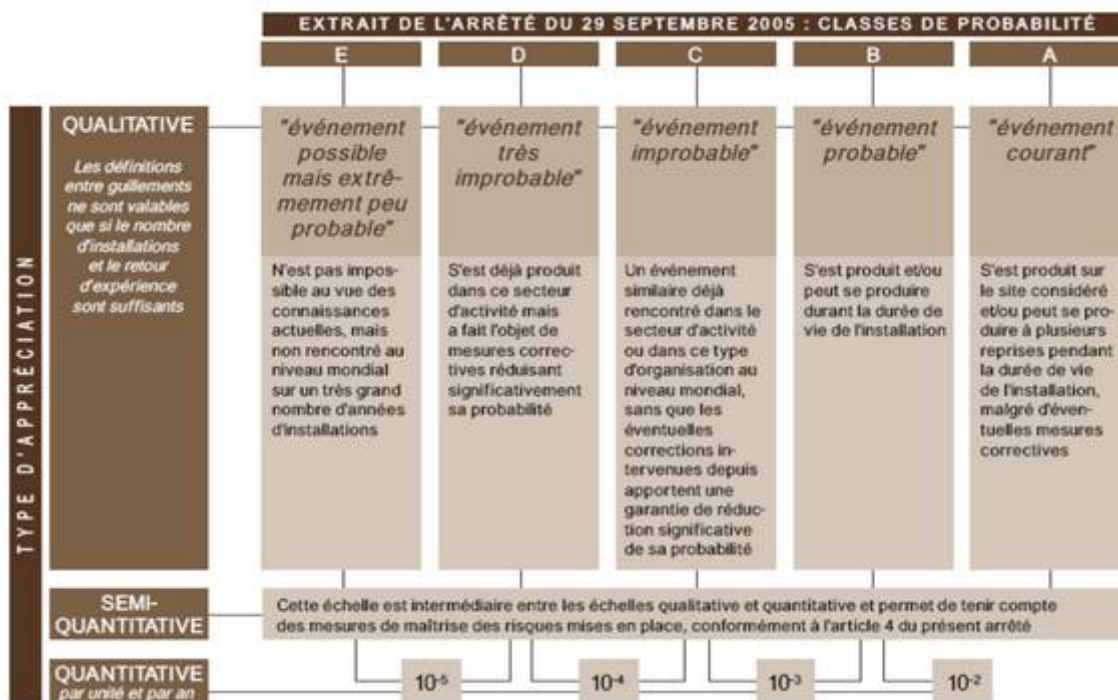 EXTRAIT DE L'ARRÊTÉ DU 29 SEPTEMBRE 2005 : CLASSES DE PROBABILITÉ
E
D
C
B
A
TYPE D'APPRÉCIATION
QUALITATIVE
Les définitions
entre guillements
ne sont valables
que si le nombre
d'installations
et le retour
d'expérience
sont suffisants
"événement
possible
mais extrê-
mement peu
probable"
N'est pas impos-
sible au vue des
connaissances
actuelles, mais
non rencontré au
niveau mondial
sur un très grand
nombre d'années
d'installations
"événement
très
improbable"
S'est déjà produit
dans ce secteur
d'activité mais
a fait l'objet de
mesures correc-
tives réduisant
significativement
sa probabilité
"événement
improbable"
Un événement
similaire déjà
rencontré dans le
secteur d'activité
ou dans ce type
d'organisation au
niveau mondial,
sans que les
éventuelles
corrections in-
tervenues depuis
apportent une
garantie de réduc-
tion significative
de sa probabilité
"événement
probable"
S'est produit et/ou
peut se produire
durant la durée de
vie de l'installation
"événement
courant"
S'est produit sur
le site considéré
et/ou peut se pro-
duire à plusieurs
reprises pendant
la durée de vie
de l'installation,
malgré d'éven-
tuelles mesures
correctives
SEMI-
QUANTITATIVE
Cette échelle est intermédiaire entre les échelles qualitative et quantitative et permet de tenir compte
des mesures de maîtrise des risques mises en place, conformément à l'article 4 du présent arrêté
QUANTITATIVE
par unité et par an
10⁻⁵
10⁻⁴
10⁻³
10⁻²